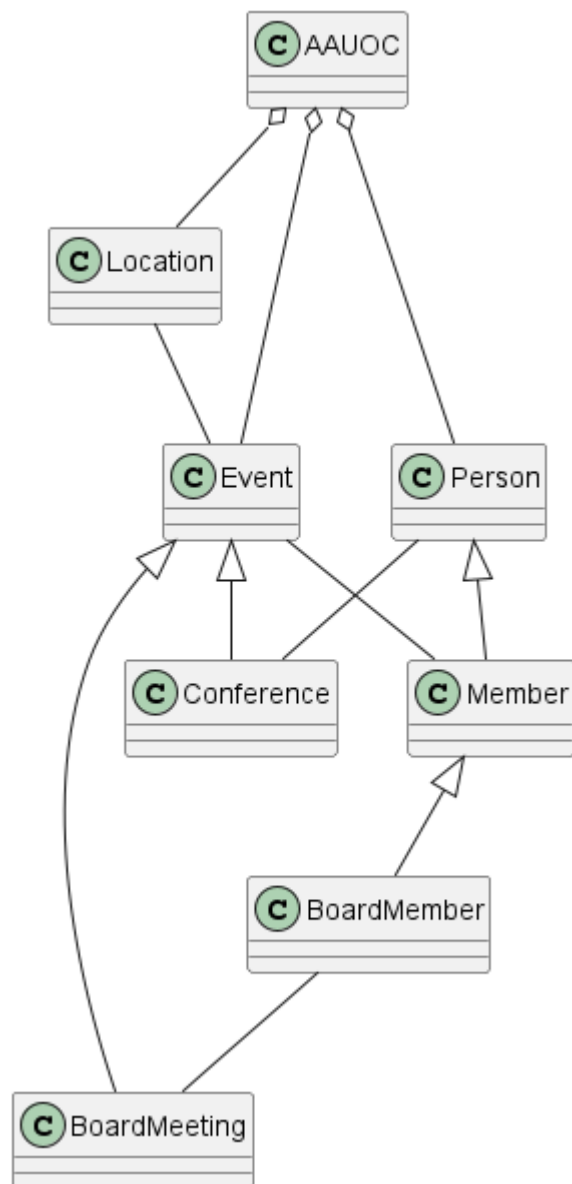 C AAUOC
C Location
C Event
C Person
C Conference
C Member
C BoardMember
C BoardMeeting